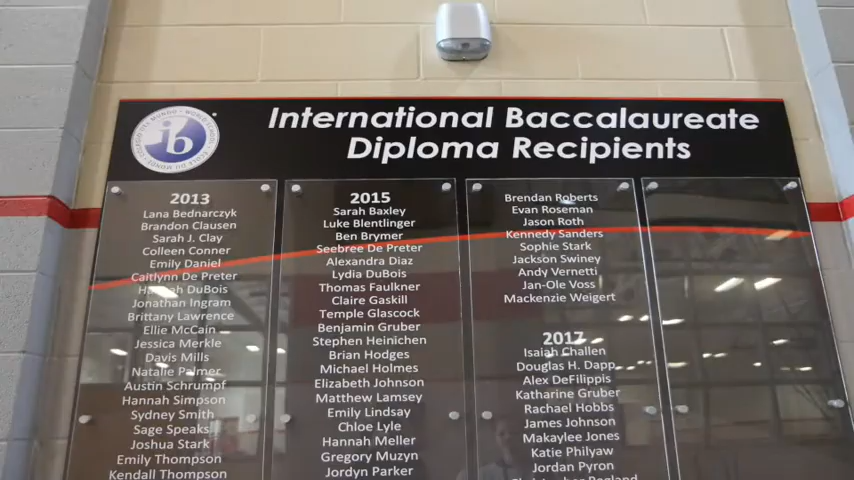 International Baccalaureate
Diploma Recipients
ib
2013
Lana Bednarczyk
Brandon Clausen
Sarah J. Clay
Colleen Conner
Emily Daniel
Caitlynn De Preter
Hannah DuBois
Jonathan Ingram
Brittany Lawrence
Ellie McCain
Jessica Merkle
Davis Mills
Natalie Palmer
Austin Schrumpf
Hannah Simpson
Sydney Smith
Sage Speaks
Joshua Stark
Emily Thompson
Kendall Thompson
2015
Sarah Baxley
Luke Blentlinger
Ben Brymer
Seebree De Preter
Alexandra Diaz
Lydia DuBois
Thomas Faulkner
Claire Gaskill
Temple Glascock
Benjamin Gruber
Stephen Heinichen
Brian Hodges
Michael Holmes
Elizabeth Johnson
Matthew Lamsey
Emily Lindsay
Chloe Lyle
Hannah Meller
Gregory Muzyn
Jordyn Parker
Brendan Roberts
Evan Roseman
Jason Roth
Kennedy Sanders
Sophie Stark
Jackson Swiney
Andy Vernetti
Jan-Ole Voss
Mackenzie Weigert
2017
Isaiah Challen
Douglas H. Dapp
Alex DeFilippis
Katharine Gruber
Rachael Hobbs
James Johnson
Makaylee Jones
Katie Philyaw
Jordan Pyron